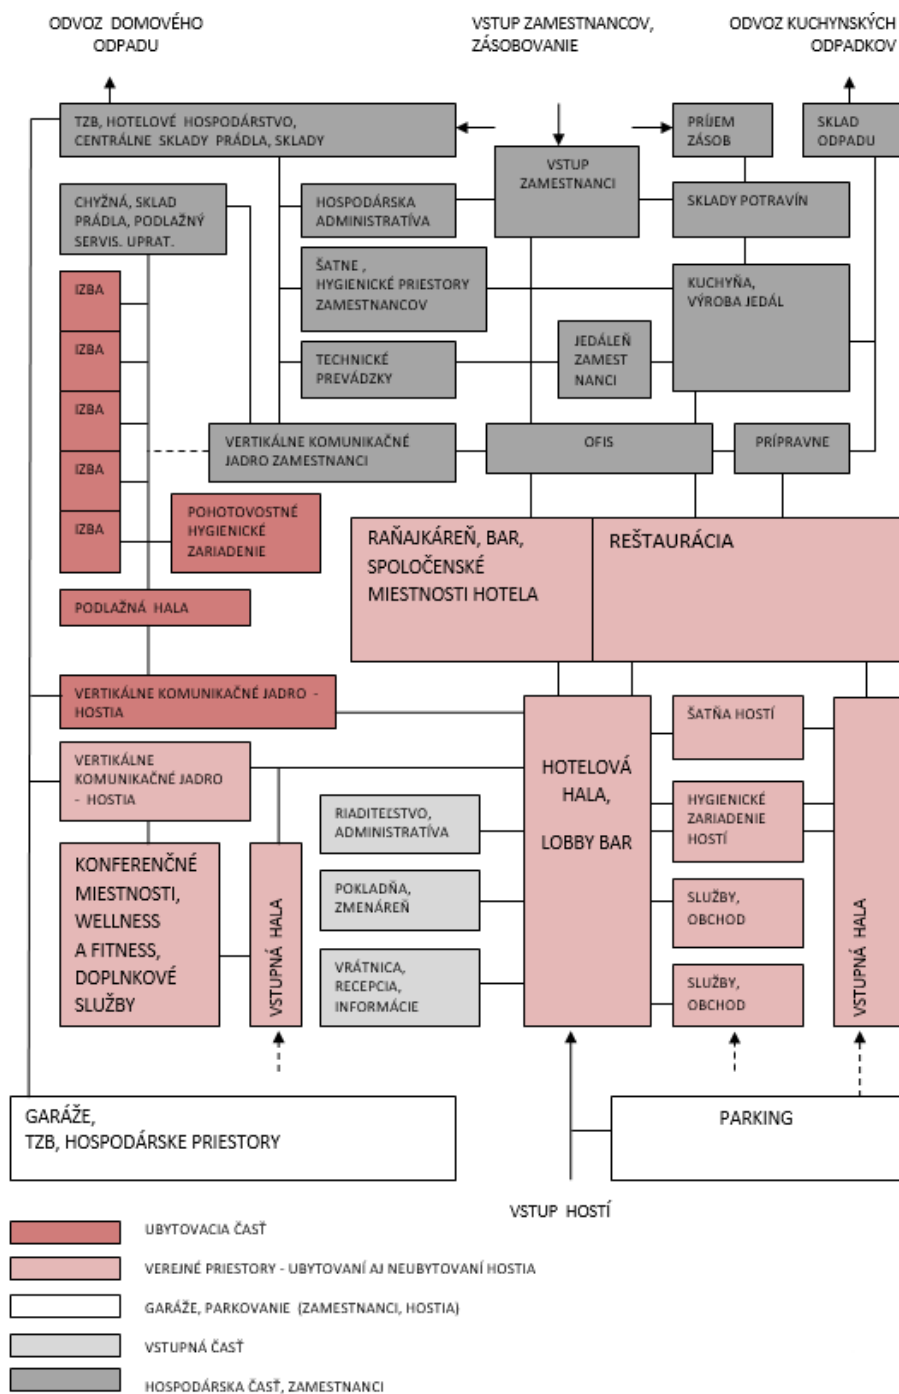 ODVOZ DOMOVÉHO
ODPADU
VSTUP ZAMESTNANCOV,
ZÁSOBOVANIE
ODVOZ KUCHYNSKÝCH
ODPADKOV
TZB, HOTELOVÉ HOSPODÁRSTVO,
CENTRÁLNE SKLADY PRÁDLA, SKLADY
PRÍJEM
ZÁSOB
SKLAD
ODPADU
VSTUP
ZAMESTNANCI
CHYŽNÁ, SKLAD
PRÁDLA, PODLAŽNÝ
SERVIS. UPRAT.
HOSPODÁRSKA
ADMINISTRATÍVA
SKLADY POTRAVÍN
ŠATNE ,
HYGIENICKÉ PRIESTORY
ZAMESTNANCOV
KUCHYŇA,
VÝROBA JEDÁL
IZBA
IZBA
IZBA
IZBA
IZBA
TECHNICKÉ
PREVÁDZKY
JEDÁLEŇ
ZAMEST
NANCI
VERTIKÁLNE KOMUNIKAČNÉ
JADRO ZAMESTNANCI
OFIS
PRÍPRAVNE
POHOTOVOSTNÉ
HYGIENICKÉ
ZARIADENIE
RAŇAJKÁREŇ, BAR,
SPOLOČENSKÉ
MIESTNOSTI HOTELA
REŠTAURÁCIA
PODLAŽNÁ HALA
VERTIKÁLNE KOMUNIKAČNÉ JADRO -
HOSTIA
VERTIKÁLNE
KOMUNIKAČNÉ JADRO
- HOSTIA
HOTELOVÁ
HALA,
LOBBY BAR
ŠATŇA HOSTÍ
HYGIENICKÉ
ZARIADENIE
HOSTÍ
RIADITEĽSTVO,
ADMINISTRATÍVA
KONFERENČNÉ
MIESTNOSTI,
WELLNESS
A FITNESS,
DOPLNKOVÉ
SLUŽBY
VSTUPNÁ HALA
POKLADŇA,
ZMENÁREŇ
SLUŽBY,
OBCHOD
VRÁTNICA,
RECEPCIA,
INFORMÁCIE
SLUŽBY,
OBCHOD
VSTUPNÁ HALA
GARÁŽE,
TZB, HOSPODÁRSKE PRIESTORY
PARKING
VSTUP HOSTÍ
UBYTOVACIA ČASŤ
VEREJNÉ PRIESTORY - UBYTOVANÍ AJ NEUBYTOVANÍ HOSTIA
GARÁŽE, PARKOVANIE (ZAMESTNANCI, HOSTIA)
VSTUPNÁ ČASŤ
HOSPODÁRSKA ČASŤ, ZAMESTNANCI